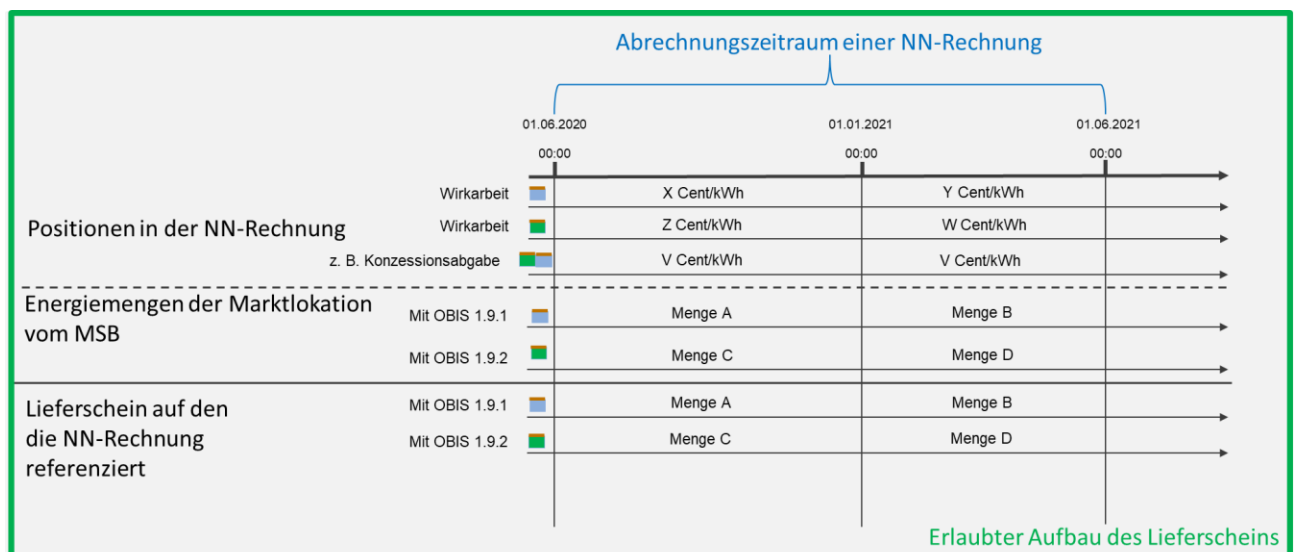 Abrechnungszeitraum einer NN-Rechnung
01.06.2020 01.01.2021 01.06.2021
00:00 00:00 00:00
Wirkarbeit X Cent/kWh Y Cent/kWh
Positionen in der NN-Rechnung
Wirkarbeit Z Cent/kWh W Cent/kWh
z. B. Konzessionsabgabe V Cent/kWh V Cent/kWh
Energiemengen der Marktlokation
vom MSB
Mit OBIS 1.9.1 Menge A Menge B
Mit OBIS 1.9.2 Menge C Menge D
Lieferschein auf den
die NN-Rechnung
referenziert
Mit OBIS 1.9.1 Menge A Menge B
Mit OBIS 1.9.2 Menge C Menge D
Erlaubter Aufbau des Lieferscheins